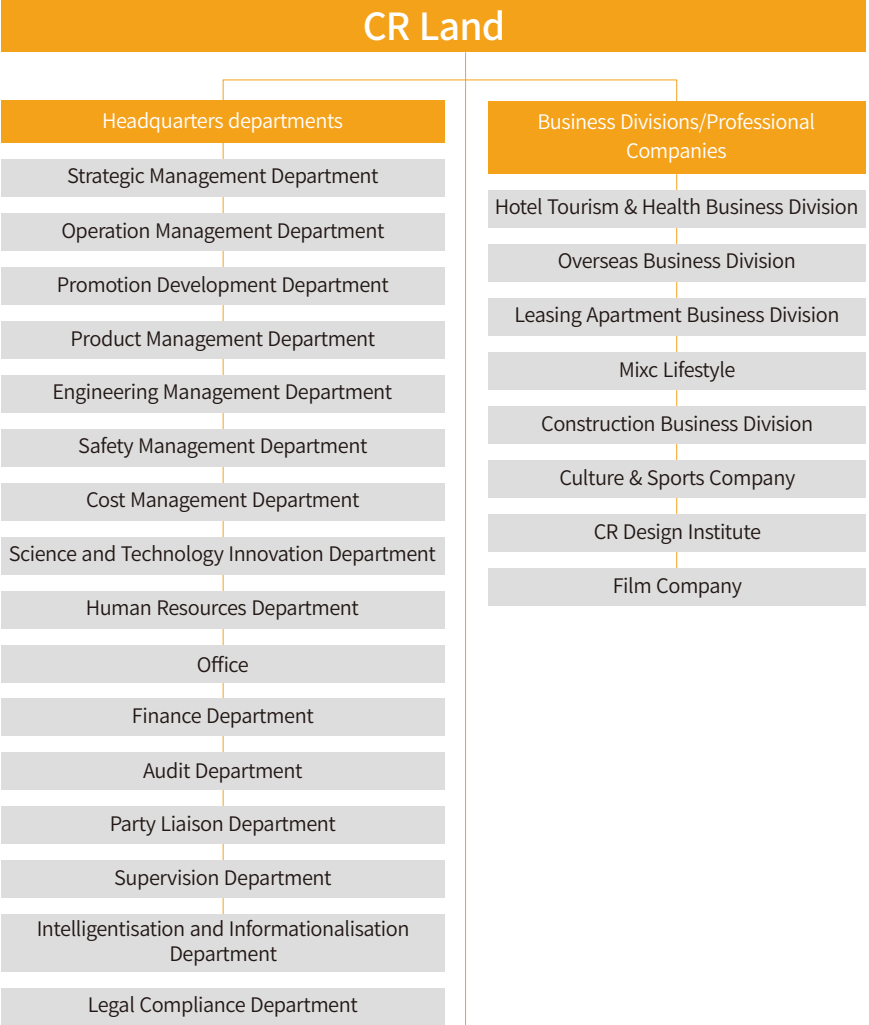 CR Land
Headquarters departments
Strategic Management Department
Operation Management Department
Promotion Development Department
Product Management Department
Engineering Management Department
Safety Management Department
Cost Management Department
Science and Technology Innovation Department
Human Resources Department
Office
Finance Department
Audit Department
Party Liaison Department
Supervision Department
Intelligentisation and Informationalisation
Department
Legal Compliance Department
Business Divisions/Professional
Companies
Hotel Tourism & Health Business Division
Overseas Business Division
Leasing Apartment Business Division
Mixc Lifestyle
Construction Business Division
Culture & Sports Company
CR Design Institute
Film Company